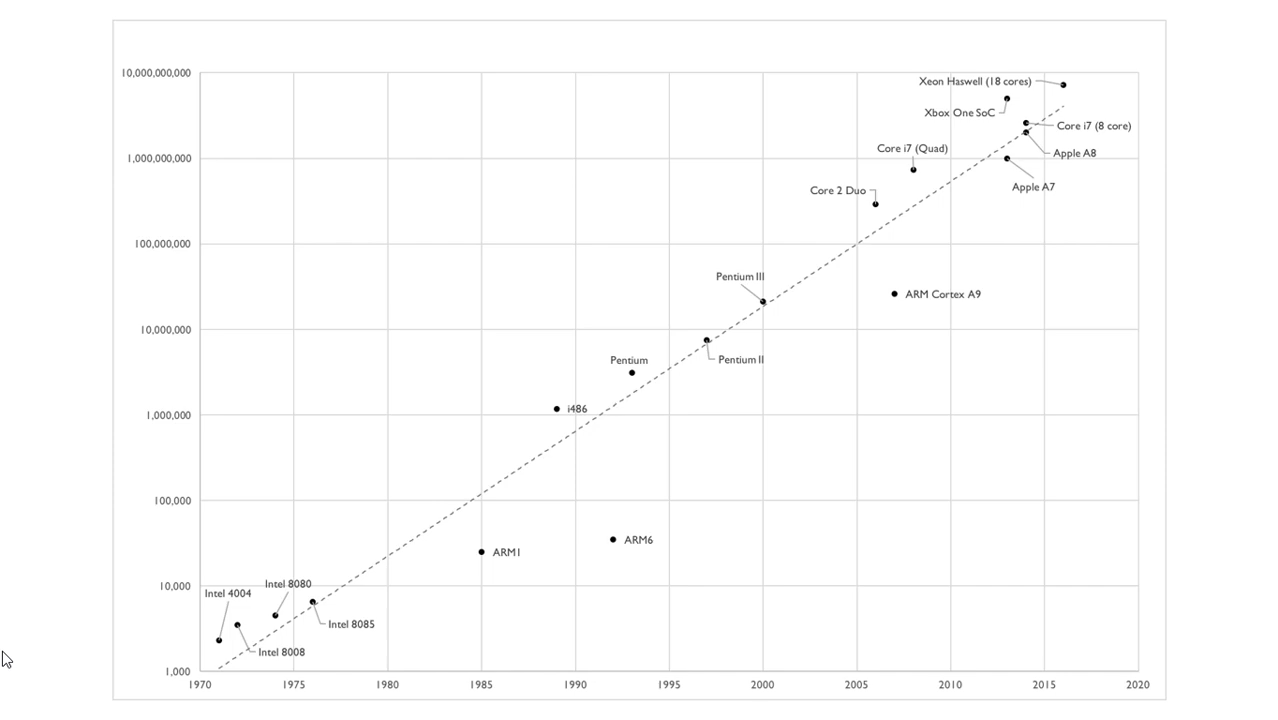 10,000,000,000
Xeon Haswell (18 cores)
Xbox One SoC
Core i7 (8 core)
Core i7 (Quad)
Apple A8
1,000,000,000
Apple A7
Core 2 Duo
100,000,000
Pentium III
ARM Cortex A9
10,000,000
Pentium
Pentium II
i486
1,000,000
100,000
ARM6
ARM1
10,000
Intel 8080
Intel 4004
Intel 8085
Intel 8008
1,000
1970 1975 1980 1985 1990 1995 2000 2005 2010 2015 2020